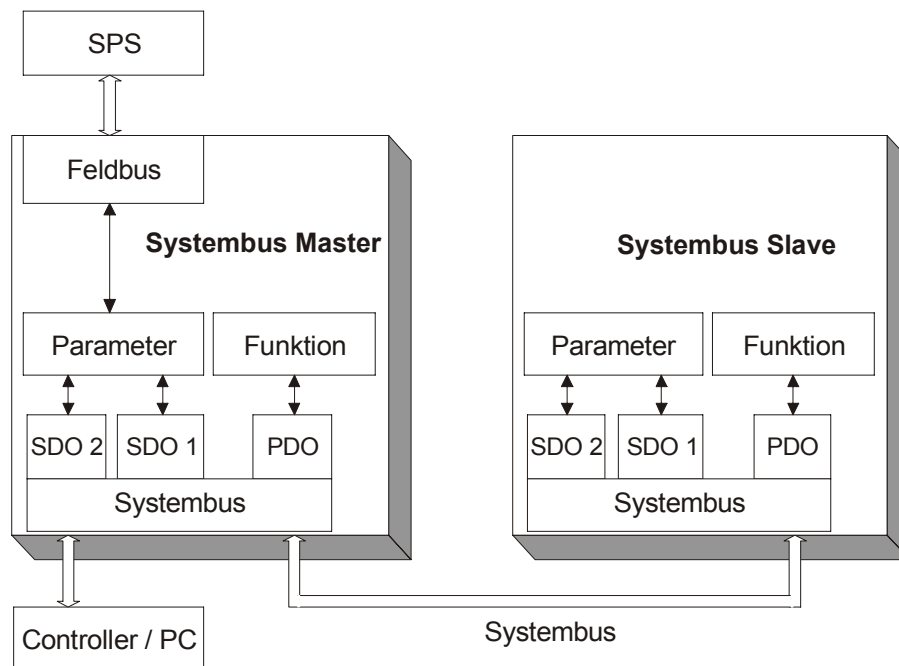 SPS
Feldbus
Systembus Master
Systembus Slave
Parameter
Funktion
Parameter
Funktion
SDO 2
SDO 1
PDO
SDO 2
SDO 1
PDO
Systembus
Systembus
Controller / PC
Systembus